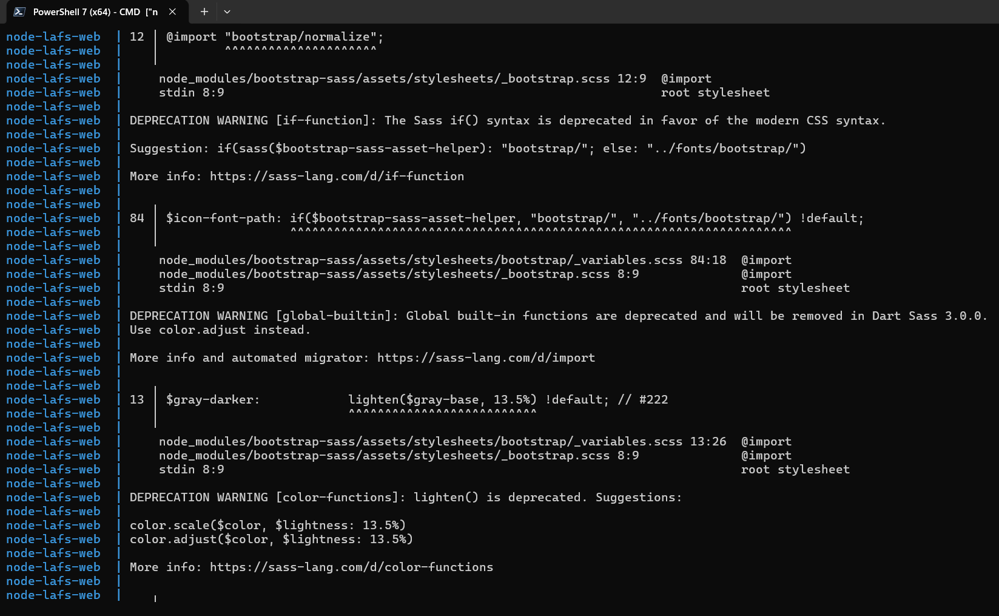 PowerShell 7 (x64) - CMD ["n
node-lafs-web | 12 | @import "bootstrap/normalize";
node-lafs-web | | ^^^^^^^^^^^^^^^^^^^^^
node-lafs-web | |
node-lafs-web | node_modules/bootstrap-sass/assets/stylesheets/_bootstrap.scss 12:9 @import
node-lafs-web | stdin 8:9 root stylesheet
node-lafs-web |
node-lafs-web | DEPRECATION WARNING [if-function]: The Sass if() syntax is deprecated in favor of the modern CSS syntax.
node-lafs-web |
node-lafs-web | Suggestion: if(sass($bootstrap-sass-asset-helper): "bootstrap/"; else: "../fonts/bootstrap/")
node-lafs-web |
node-lafs-web | More info: https://sass-lang.com/d/if-function
node-lafs-web |
node-lafs-web | |
node-lafs-web | 84 | $icon-font-path: if($bootstrap-sass-asset-helper, "bootstrap/", "../fonts/bootstrap/") !default;
node-lafs-web | | ^^^^^^^^^^^^^^^^^^^^^^^^^^^^^^^^^^^^^^^^^^^^^^^^^^^^^^^^^^^^^^^^^^^^^
node-lafs-web | |
node-lafs-web | node_modules/bootstrap-sass/assets/stylesheets/bootstrap/_variables.scss 84:18 @import
node-lafs-web | node_modules/bootstrap-sass/assets/stylesheets/_bootstrap.scss 8:9 @import
node-lafs-web | stdin 8:9 root stylesheet
node-lafs-web |
node-lafs-web | DEPRECATION WARNING [global-builtin]: Global built-in functions are deprecated and will be removed in Dart Sass 3.0.0.
node-lafs-web | Use color.adjust instead.
node-lafs-web |
node-lafs-web | More info and automated migrator: https://sass-lang.com/d/import
node-lafs-web |
node-lafs-web | |
node-lafs-web | 13 | $gray-darker: lighten($gray-base, 13.5%) !default; // #222
node-lafs-web | | ^^^^^^^^^^^^^^^^^^^^^^^^^^
node-lafs-web | |
node-lafs-web | node_modules/bootstrap-sass/assets/stylesheets/bootstrap/_variables.scss 13:26 @import
node-lafs-web | node_modules/bootstrap-sass/assets/stylesheets/_bootstrap.scss 8:9 @import
node-lafs-web | stdin 8:9 root stylesheet
node-lafs-web |
node-lafs-web | DEPRECATION WARNING [color-functions]: lighten() is deprecated. Suggestions:
node-lafs-web |
node-lafs-web | color.scale($color, $lightness: 13.5%)
node-lafs-web | color.adjust($color, $lightness: 13.5%)
node-lafs-web |
node-lafs-web | More info: https://sass-lang.com/d/color-functions
node-lafs-web |
node-lafs-web | |